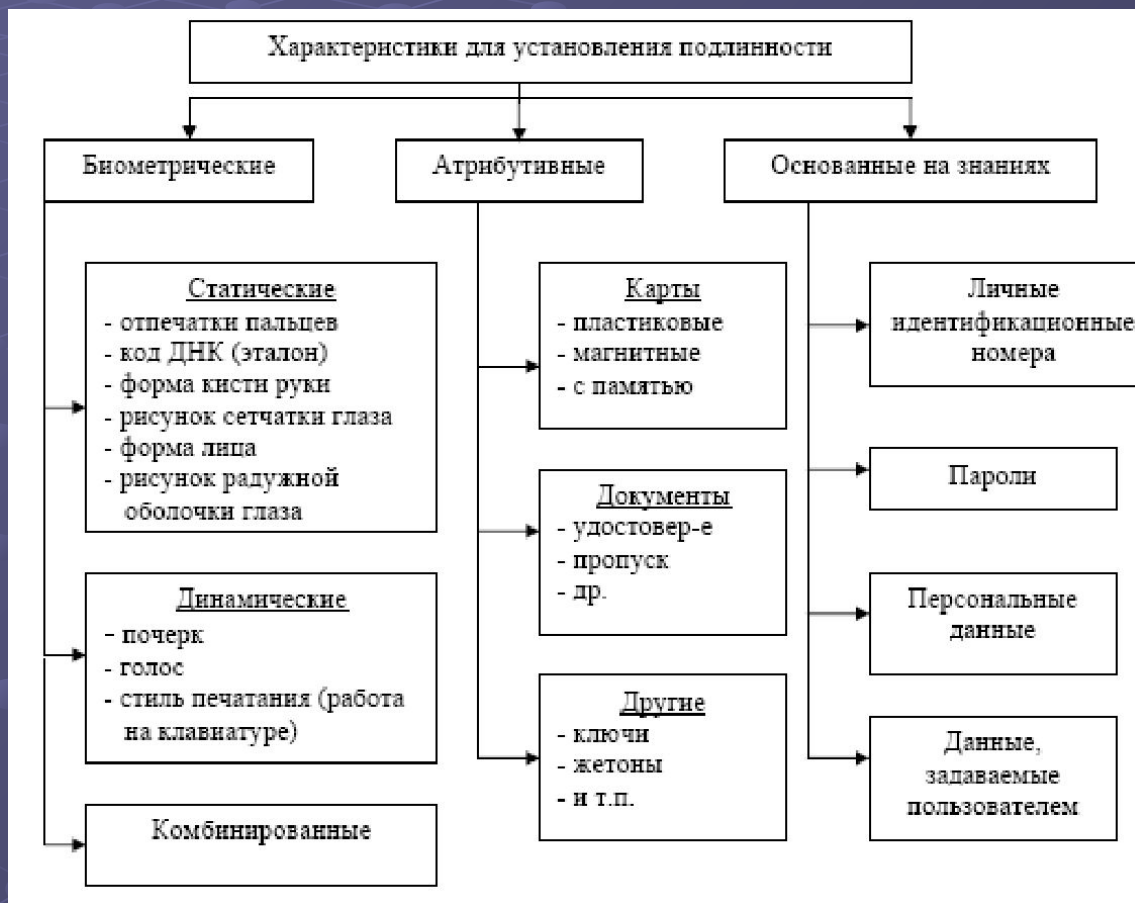 Характеристики для установления подлинности
Биометрические
Атрибутивные
Основанные на знаниях
Статические
- отпечатки пальцев
- код ДНК (эталон)
- форма кисти руки
- рисунок сетчатки глаза
- форма лица
- рисунок радужной
оболочки глаза
Динамические
- почерк
- голос
- стиль печатания (работа
на клавиатуре)
Комбинированные
Карты
- пластиковые
- магнитные
- с памятью
Документы
- удостовер-е
- пропуск
- др.
Другие
- ключи
- жетоны
- и т.п.
Личные
идентификационные
номера
Пароли
Персональные
данные
Данные,
задаваемые
пользователем